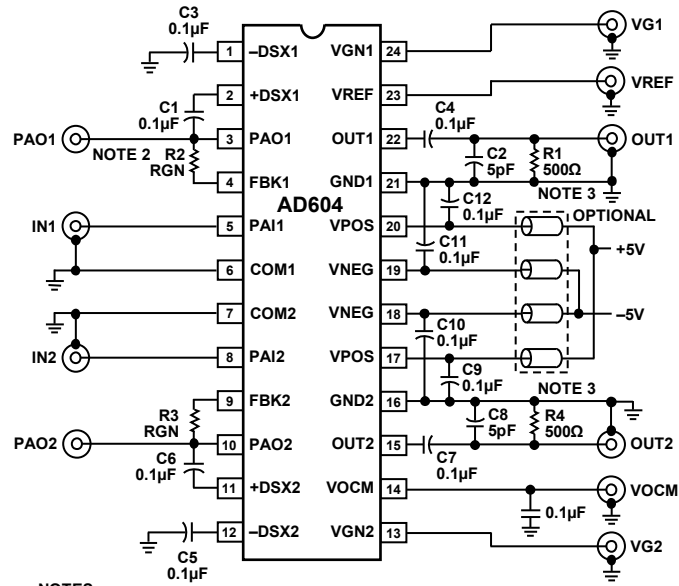 C3
0.1µF
VG1
1 –DSX1 VGN1 24
2 +DSX1 VREF 23
VREF
C1
0.1µF
C4
0.1µF
PAO1
3 PAO1 OUT1 22
OUT1
NOTE 2
R2
RGN
C2
5pF
R1
500Ω
4 FBK1 GND1 21
AD604
C12
0.1µF
NOTE 3
OPTIONAL
IN1
5 PAI1 VPOS 20
C11
0.1µF
+5V
6 COM1 VNEG 19
7 COM2 VNEG 18
–5V
C10
0.1µF
IN2
8 PAI2 VPOS 17
C9
0.1µF
NOTE 3
9 FBK2 GND2 16
R3
RGN
C8
5pF
R4
500Ω
PAO2
10 PAO2 OUT2 15
OUT2
C6
0.1µF
C7
0.1µF
11 +DSX2 VOCM 14
VOCM
0.1µF
12 –DSX2 VGN2 13
VG2
C5
0.1µF